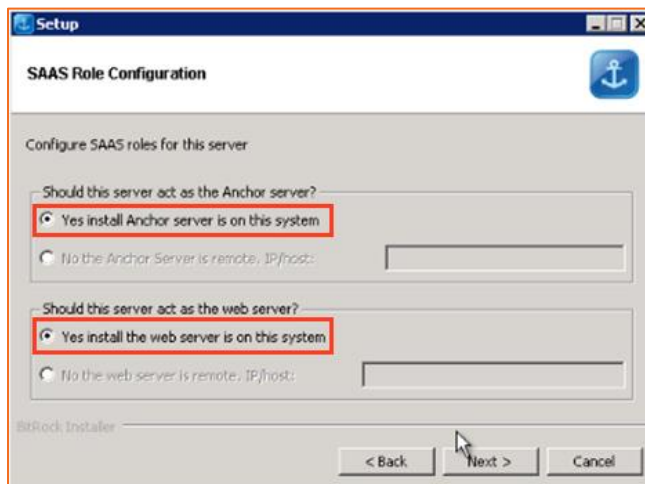 Setup
SAAS Role Configuration
Configure SAAS roles for this server
Should this server act as the Anchor server?
Yes install Anchor server is on this system
No the Anchor Server is remote. IP/host:
Should this server act as the web server?
Yes install the web server is on this system
No the web server is remote. IP/host:
BitRock Installer
< Back Next > Cancel